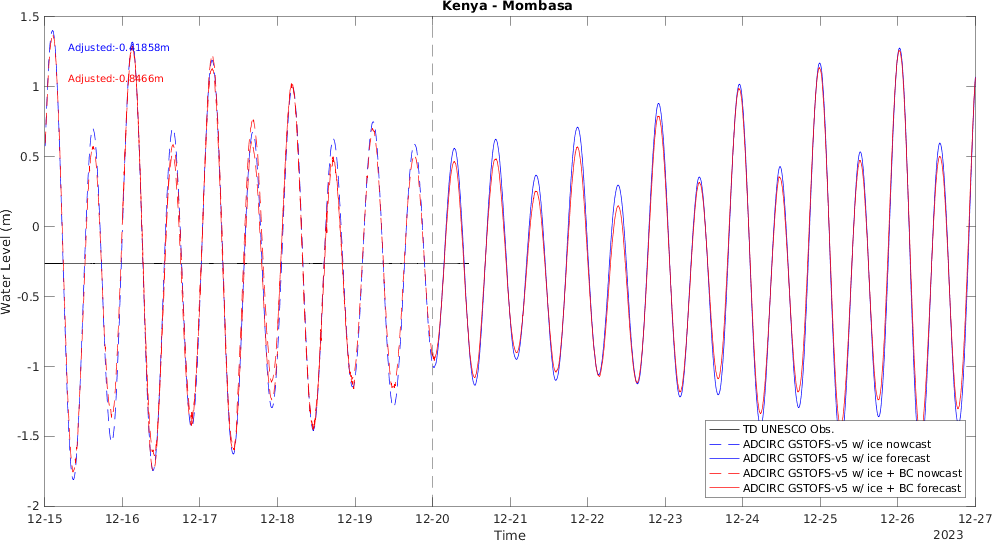 Kenya - Mombasa
Adjusted:-0.41858m
Adjusted:-0.8466m
Water Level (m)
1.5
1
0.5
0
-0.5
-1
-1.5
-2
TD UNESCO Obs.
ADCIRC GSTOFS-v5 w/ ice nowcast
ADCIRC GSTOFS-v5 w/ ice forecast
ADCIRC GSTOFS-v5 w/ ice + BC nowcast
ADCIRC GSTOFS-v5 w/ ice + BC forecast
12-15 12-16 12-17 12-18 12-19 12-20 12-21 12-22 12-23 12-24 12-25 12-26 12-27
Time
2023